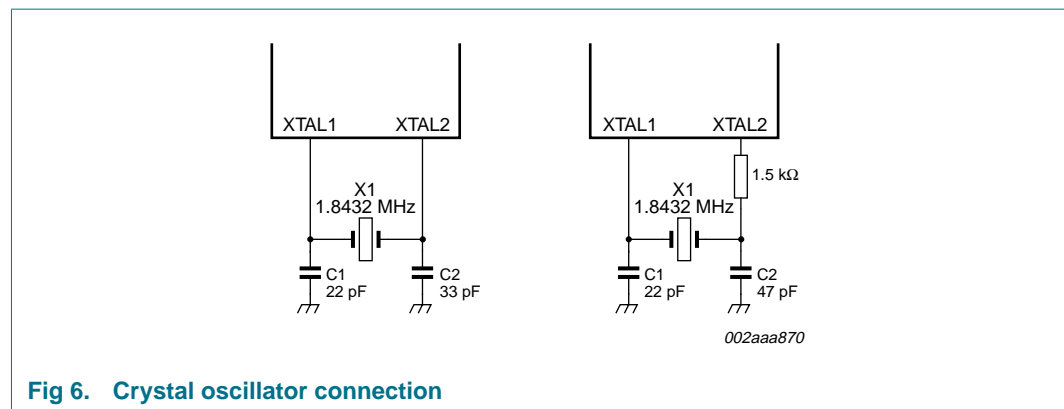 XTAL1 XTAL2
X1
1.8432 MHz
C1
22 pF
C2
33 pF
XTAL1 XTAL2
1.5 kΩ
X1
1.8432 MHz
C1
22 pF
C2
47 pF
002aaa870
Fig 6. Crystal oscillator connection